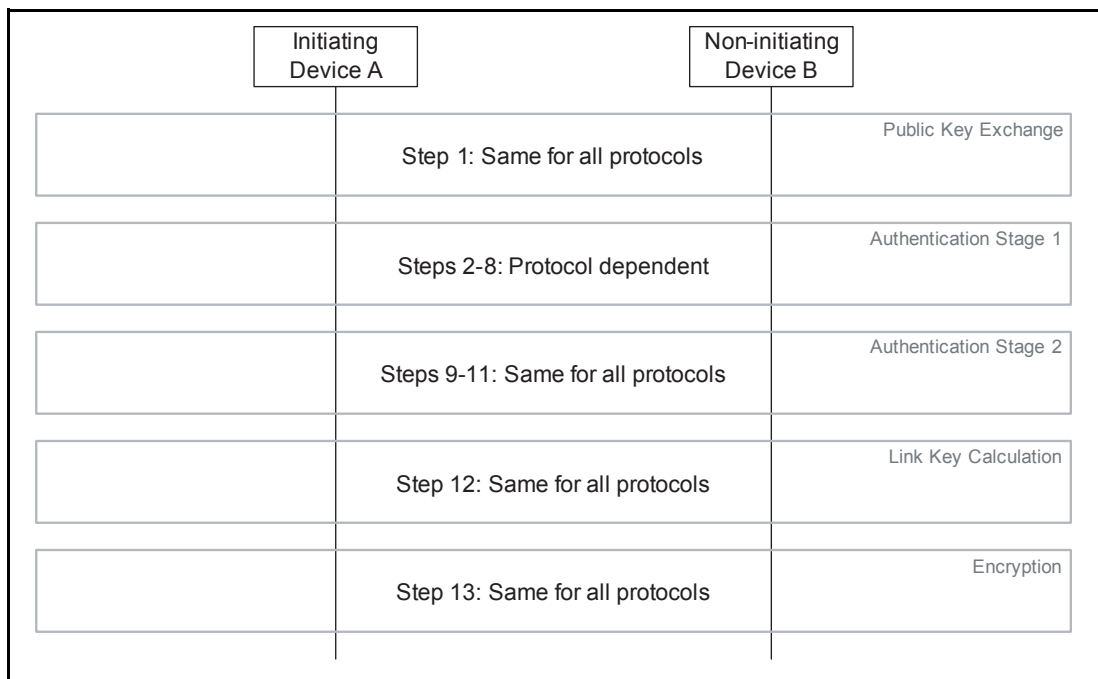 Initiating
Device A
Non-initiating
Device B
Public Key Exchange
Step 1: Same for all protocols
Authentication Stage 1
Steps 2-8: Protocol dependent
Authentication Stage 2
Steps 9-11: Same for all protocols
Link Key Calculation
Step 12: Same for all protocols
Encryption
Step 13: Same for all protocols